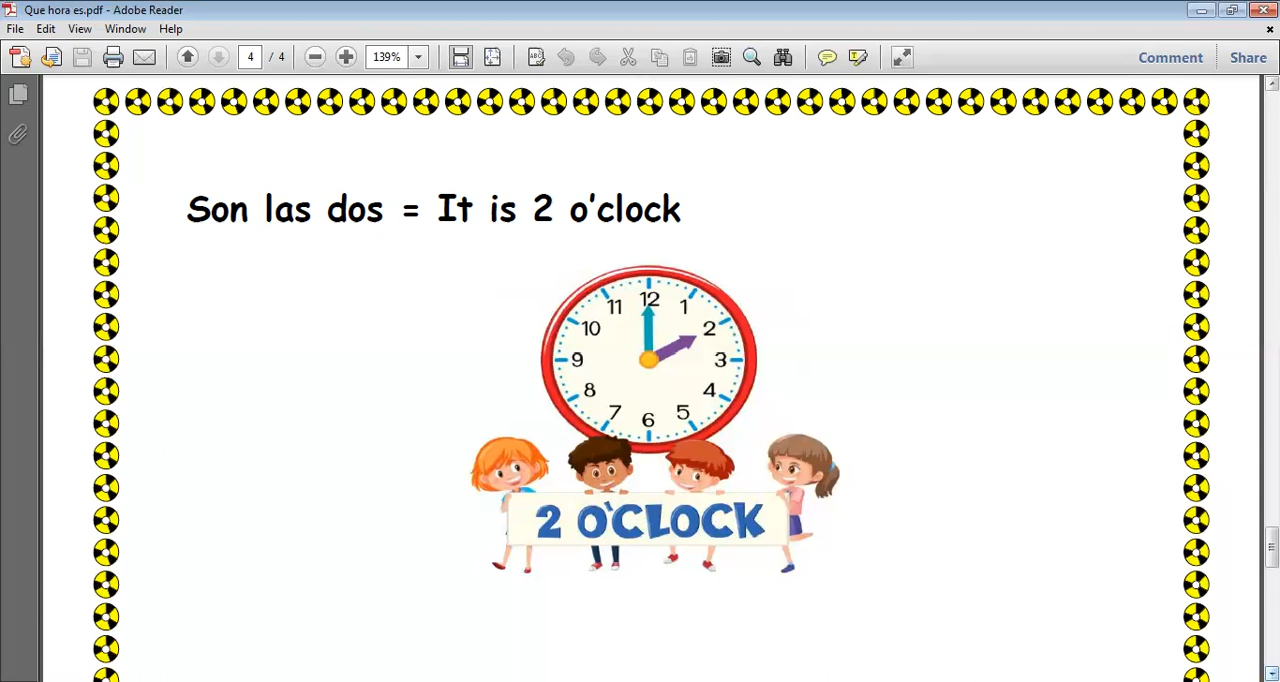 Que hora es.pdf - Adobe Reader
File Edit View Window Help
4 / 4 139% Comment Share
Son las dos = It is 2 o'clock
12
11 1
10 2
9 3
8 4
7 5
6
2 O'CLOCK